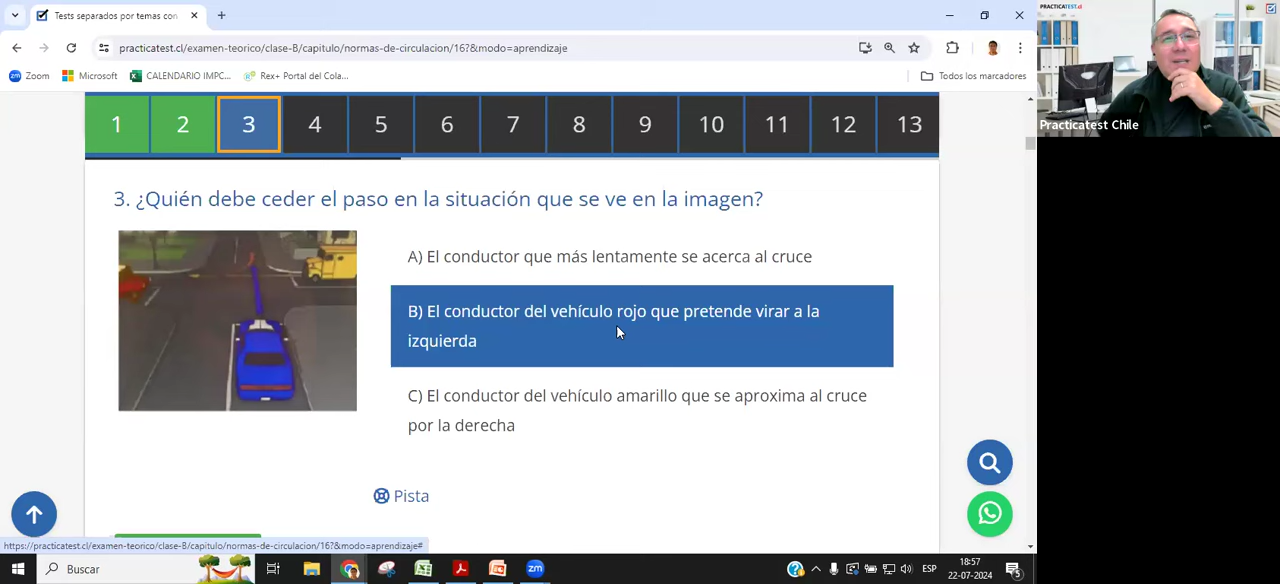 Tests separados por temas con
practicatest.cl/examen-teorico/clase-B/capitulo/normas-de-circulacion/167&modo=aprendizaje
Zoom
Microsoft
CALENDARIO IMPC...
Rex+ Portal del Cola...
Todos los marcadores
PRACTICATEST.cl
Practicatest Chile
1 2 3 4 5 6 7 8 9 10 11 12 13
3. ¿Quién debe ceder el paso en la situación que se ve en la imagen?
A) El conductor que más lentamente se acerca al cruce
B) El conductor del vehículo rojo que pretende virar a la
izquierda
C) El conductor del vehículo amarillo que se aproxima al cruce
por la derecha
Pista
https://practicatest.cl/examen-teorico/clase-B/capitulo/normas-de-circulacion/167&modo=aprendizaje#
Buscar
ESP
18:57
22-07-2024
5